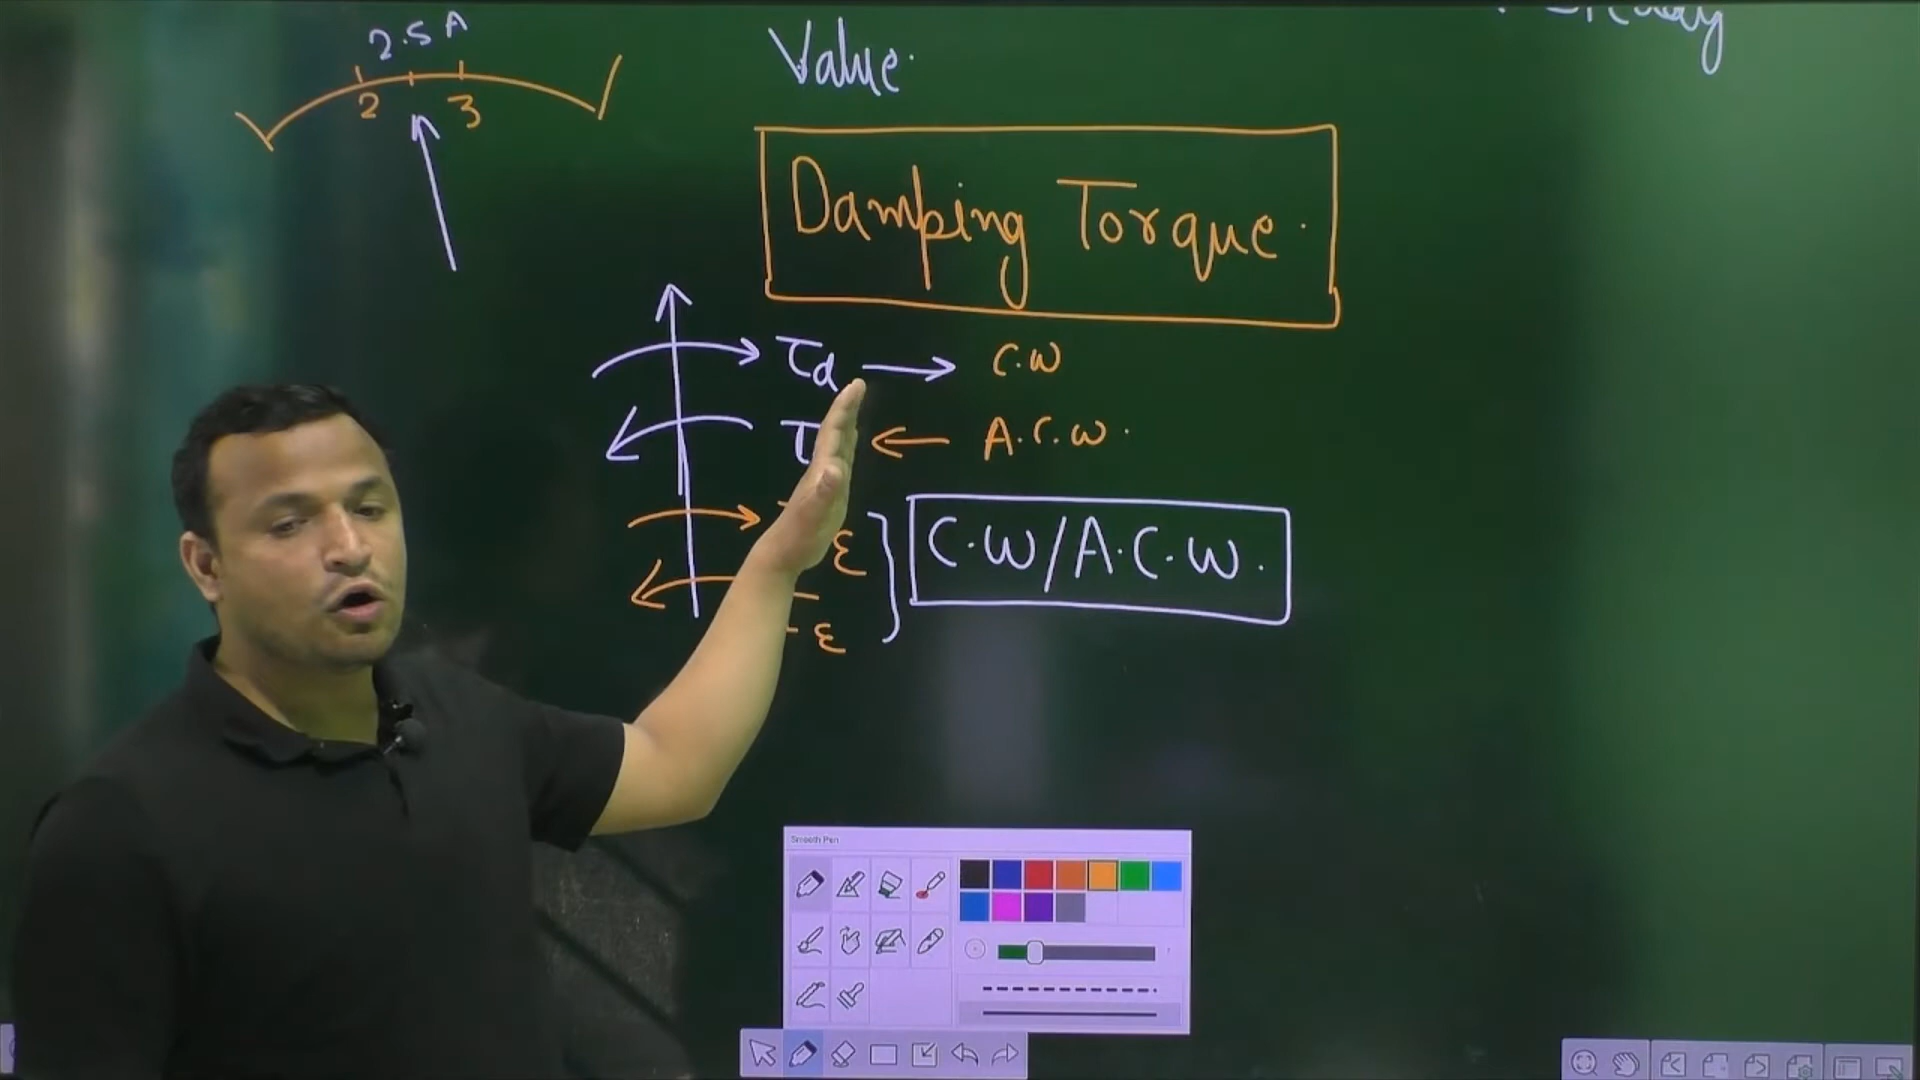 2.5 A
2 3
Value.
Damping Torque.
τd → C.W
τ ← A.C.W.
ε
C.W/A.C.W.
ε
Smooth Pen